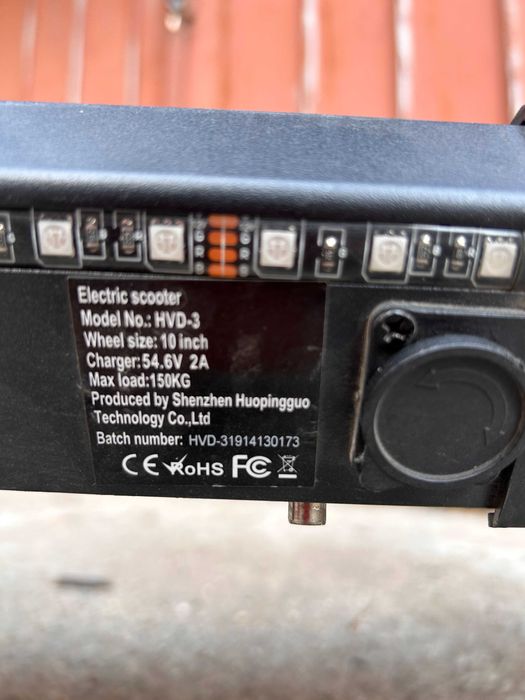 Electric scooter
Model No.: HVD-3
Wheel size: 10 inch
Charger:54.6V 2A
Max load:150KG
Produced by Shenzhen Huopingguo
Technology Co.,Ltd
Batch number: HVD-31914130173
CE RoHS FC